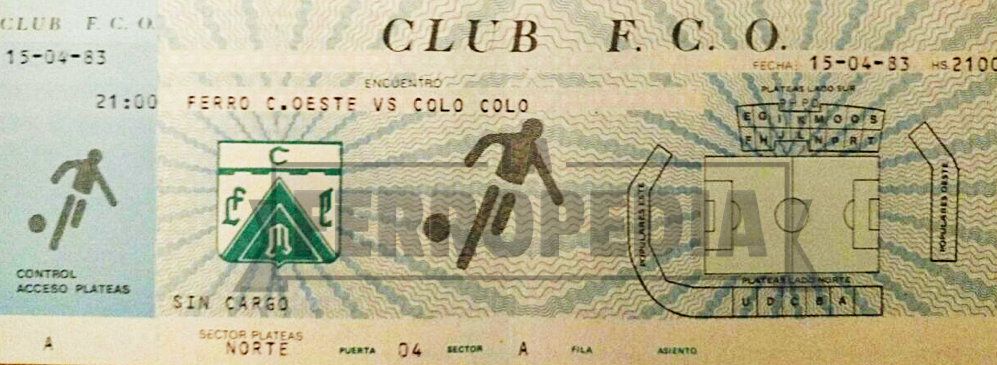 CLUB F. C. O.
15-04-83
21:00
CONTROL
ACCESO PLATEAS
A
CLUB F. C. O.
FECHA: 15-04-83 HS. 2100
ENCUENTRO
FERRO C.OESTE VS COLO COLO
C
F
SIN CARGO
FERROPEDIA
PLATEAS LADO SUR
E G I K M O Q S
F H J L N P R T
POPULARES ESTE
POPULARES OESTE
PLATEAS LADO NORTE
U D C B A
SECTOR PLATEAS
NORTE
PUERTA 04 SECTOR A FILA ASIENTO